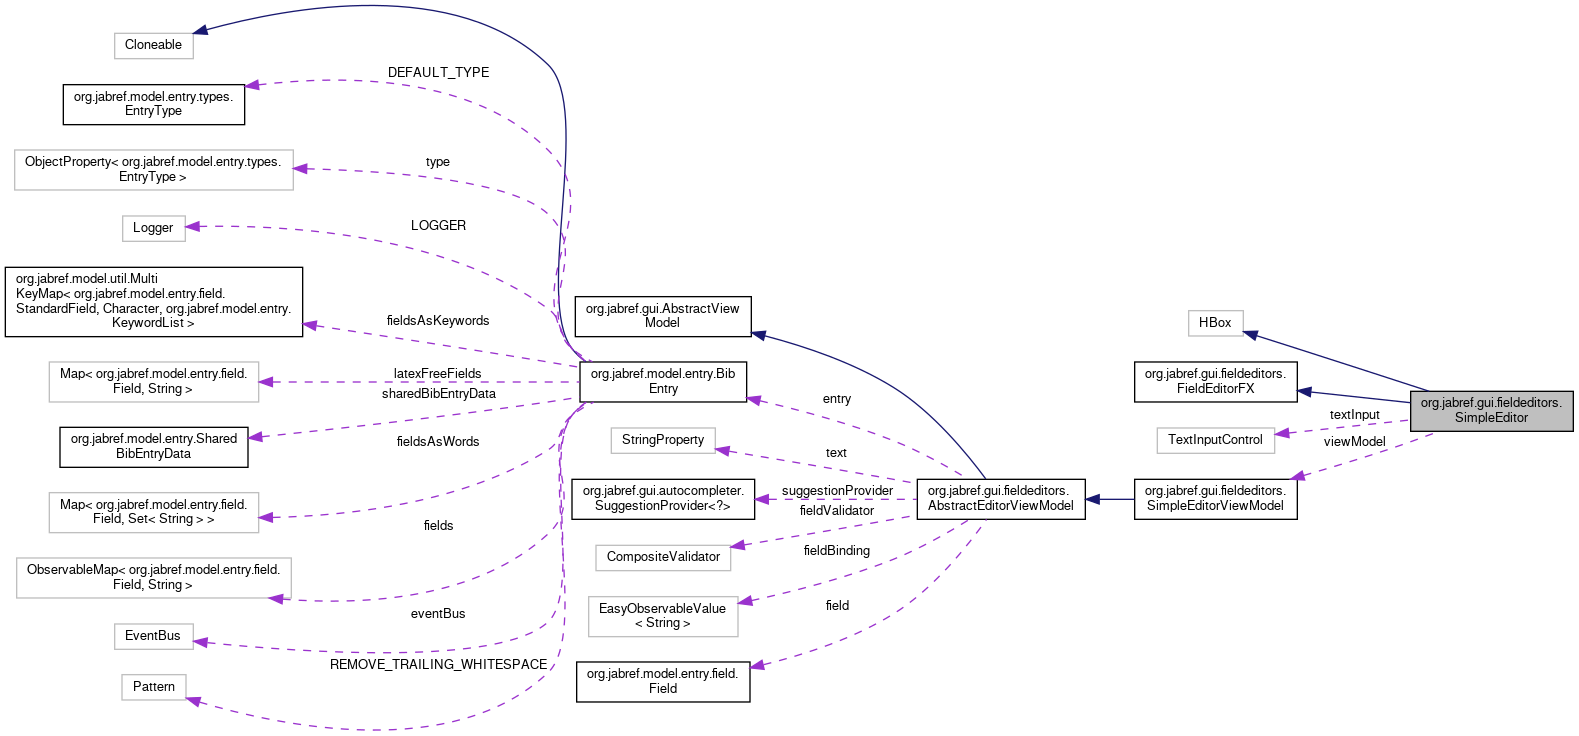 Cloneable
DEFAULT_TYPE
org.jabref.model.entry.types.
EntryType
ObjectProperty< org.jabref.model.entry.types.
EntryType >
type
Logger
LOGGER
org.jabref.model.util.Multi
KeyMap< org.jabref.model.entry.field.
StandardField, Character, org.jabref.model.entry.
KeywordList >
fieldsAsKeywords
Map< org.jabref.model.entry.field.
Field, String >
latexFreeFields
sharedBibEntryData
org.jabref.model.entry.Shared
BibEntryData
fieldsAsWords
Map< org.jabref.model.entry.field.
Field, Set< String > >
fields
ObservableMap< org.jabref.model.entry.field.
Field, String >
eventBus
EventBus
REMOVE_TRAILING_WHITESPACE
Pattern
org.jabref.gui.AbstractView
Model
org.jabref.model.entry.Bib
Entry
entry
StringProperty
text
org.jabref.gui.autocompleter.
SuggestionProvider<?>
suggestionProvider
fieldValidator
CompositeValidator
fieldBinding
EasyObservableValue
< String >
field
org.jabref.model.entry.field.
Field
org.jabref.gui.fieldeditors.
AbstractEditorViewModel
HBox
org.jabref.gui.fieldeditors.
FieldEditorFX
textInput
TextInputControl
viewModel
org.jabref.gui.fieldeditors.
SimpleEditorViewModel
org.jabref.gui.fieldeditors.
SimpleEditor